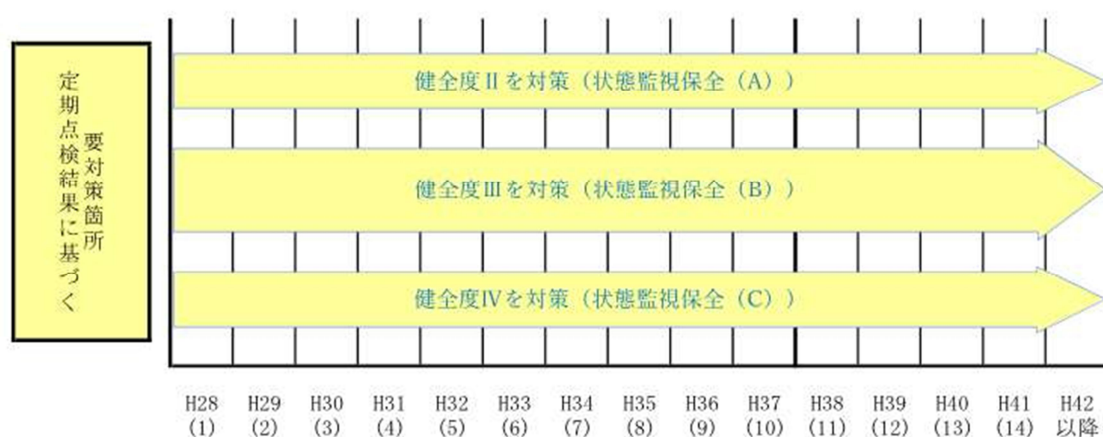 定期点検結果に基づく
要対策箇所
健全度Ⅱを対策（状態監視保全（A））
健全度Ⅲを対策（状態監視保全（B））
健全度Ⅳを対策（状態監視保全（C））
H28 H29 H30 H31 H32 H33 H34 H35 H36 H37 H38 H39 H40 H41 H42
(1) (2) (3) (4) (5) (6) (7) (8) (9) (10) (11) (12) (13) (14) 以降